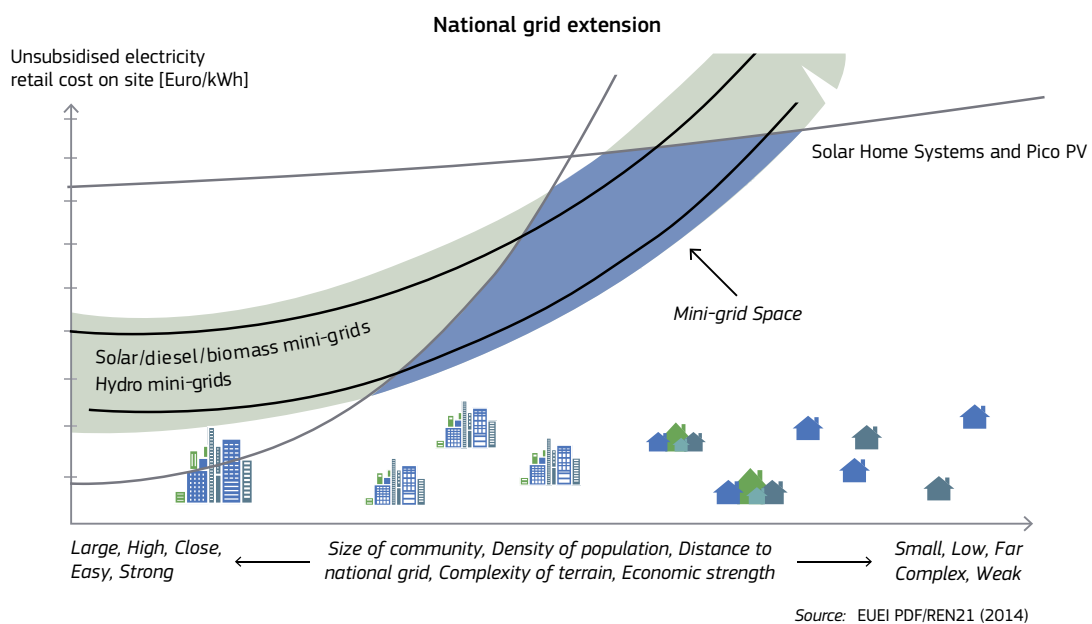 National grid extension
Unsubsidised electricity
retail cost on site [Euro/kWh]
Solar Home Systems and Pico PV
Mini-grid Space
Solar/diesel/biomass mini-grids
Hydro mini-grids
Large, High, Close,
Easy, Strong
Size of community, Density of population, Distance to
national grid, Complexity of terrain, Economic strength
Small, Low, Far
Complex, Weak
Source: EUEI PDF/REN21 (2014)